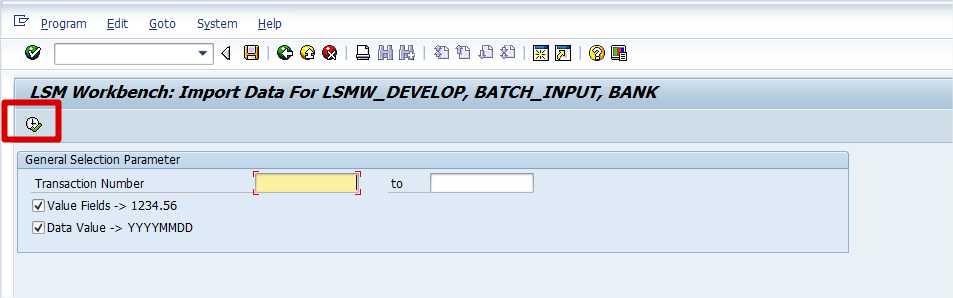 Program Edit Goto System Help
LSM Workbench: Import Data For LSMW_DEVELOP, BATCH_INPUT, BANK
General Selection Parameter
Transaction Number to
Value Fields -> 1234.56
Data Value -> YYYYMMDD